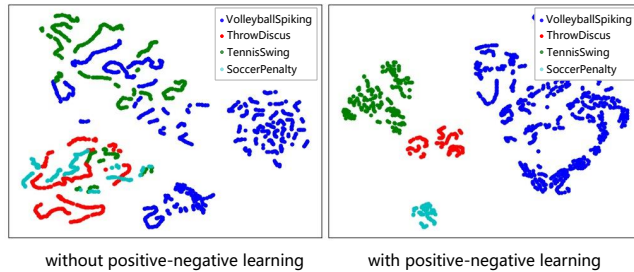 VolleyballSpiking
ThrowDiscus
TennisSwing
SoccerPenalty
VolleyballSpiking
ThrowDiscus
TennisSwing
SoccerPenalty
without positive-negative learning
with positive-negative learning